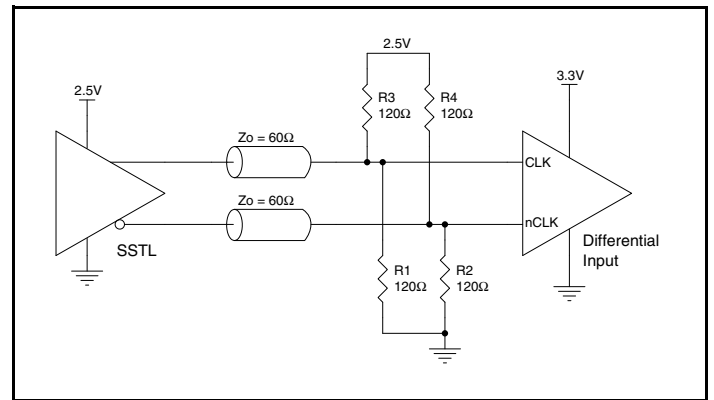 2.5V
3.3V
2.5V
R3
120Ω
R4
120Ω
Zo = 60Ω
CLK
Zo = 60Ω
nCLK
SSTL
Differential
Input
R1
120Ω
R2
120Ω